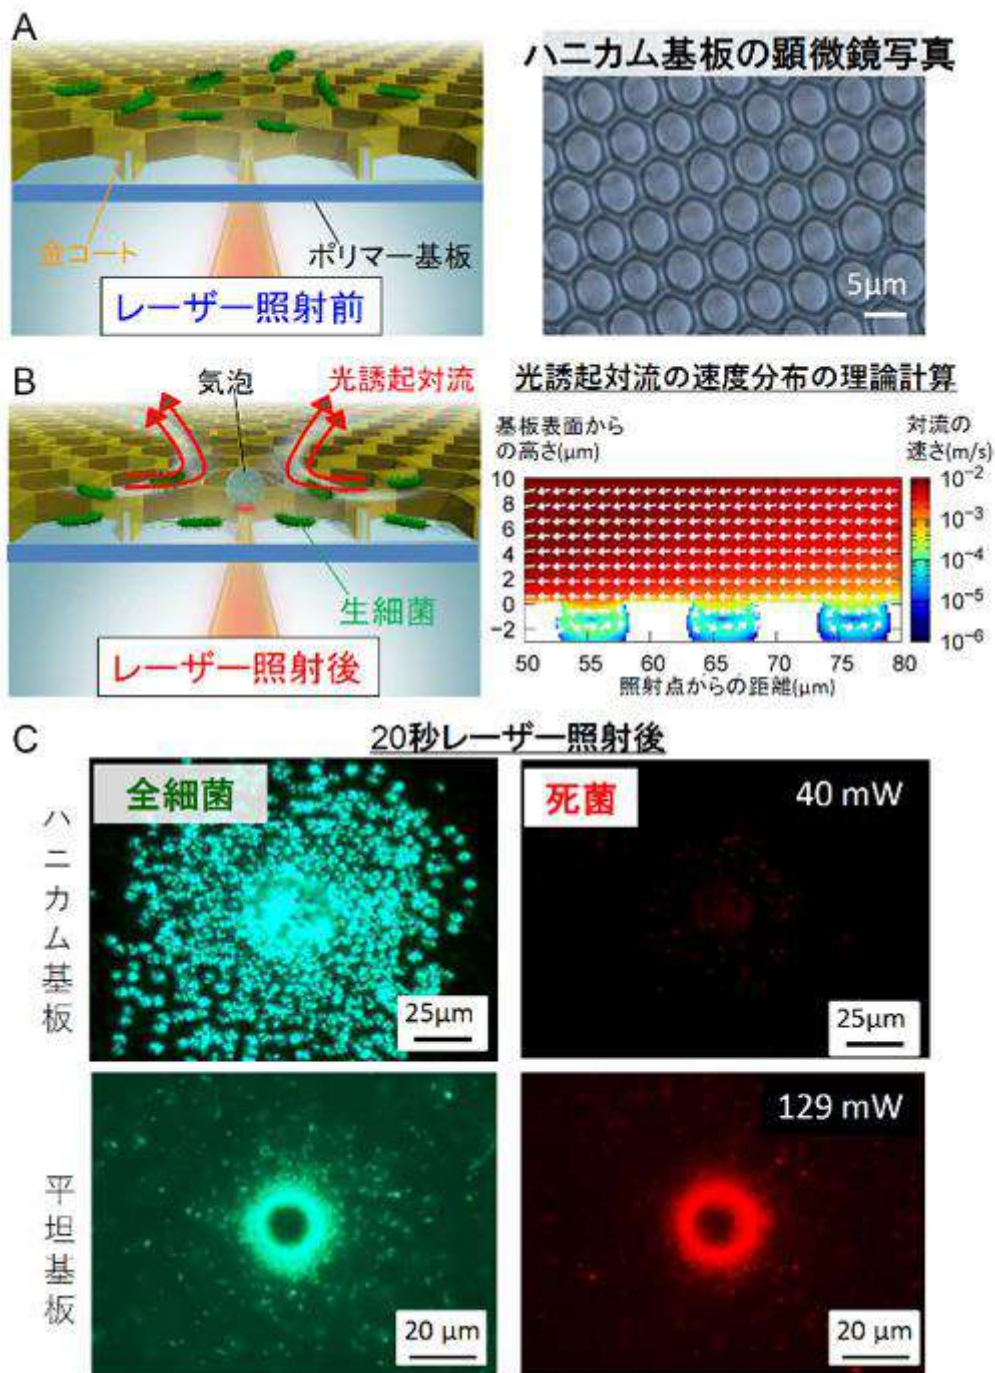 A
ハニカム基板の顕微鏡写真
金コート
ポリマー基板
レーザー照射前
5μm
B
気泡
光誘起対流
生細菌
レーザー照射後
光誘起対流の速度分布の理論計算
基板表面から
の高さ(μm)
対流の
速さ(m/s)
10
8
6
4
2
0
−2
50
55
60
65
70
75
80
照射点からの距離(μm)
10⁻²
10⁻³
10⁻⁴
10⁻⁵
10⁻⁶
C
20秒レーザー照射後
ハニカム基板
全細菌
25μm
死菌
40 mW
25μm
平坦基板
20 μm
129 mW
20 μm